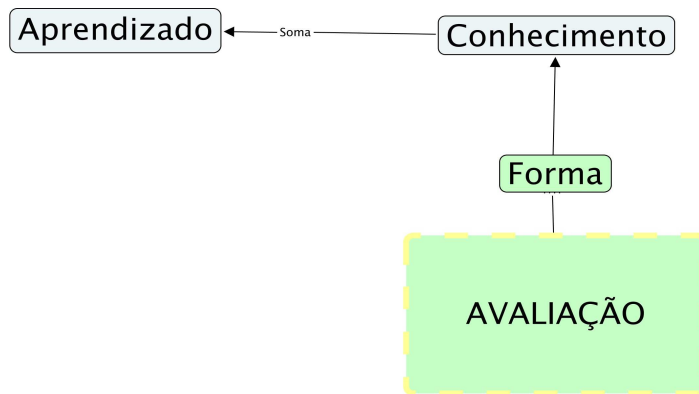 Aprendizado
Soma
Conhecimento
Forma
AVALIAÇÃO